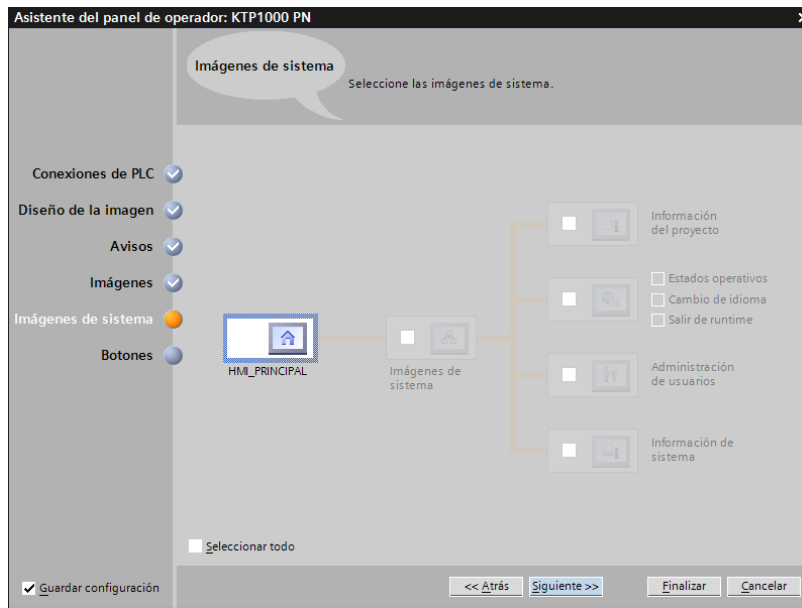 Asistente del panel de operador: KTP1000 PN
Imágenes de sistema
Seleccione las imágenes de sistema.
Conexiones de PLC
Diseño de la imagen
Avisos
Imágenes
Imágenes de sistema
Botones
HMI_PRINCIPAL
Imágenes de
sistema
Información
del proyecto
Estados operativos
Cambio de idioma
Salir de runtime
Administración
de usuarios
Información de
sistema
Seleccionar todo
Guardar configuración
<< Atrás
Siguiente >>
Finalizar
Cancelar